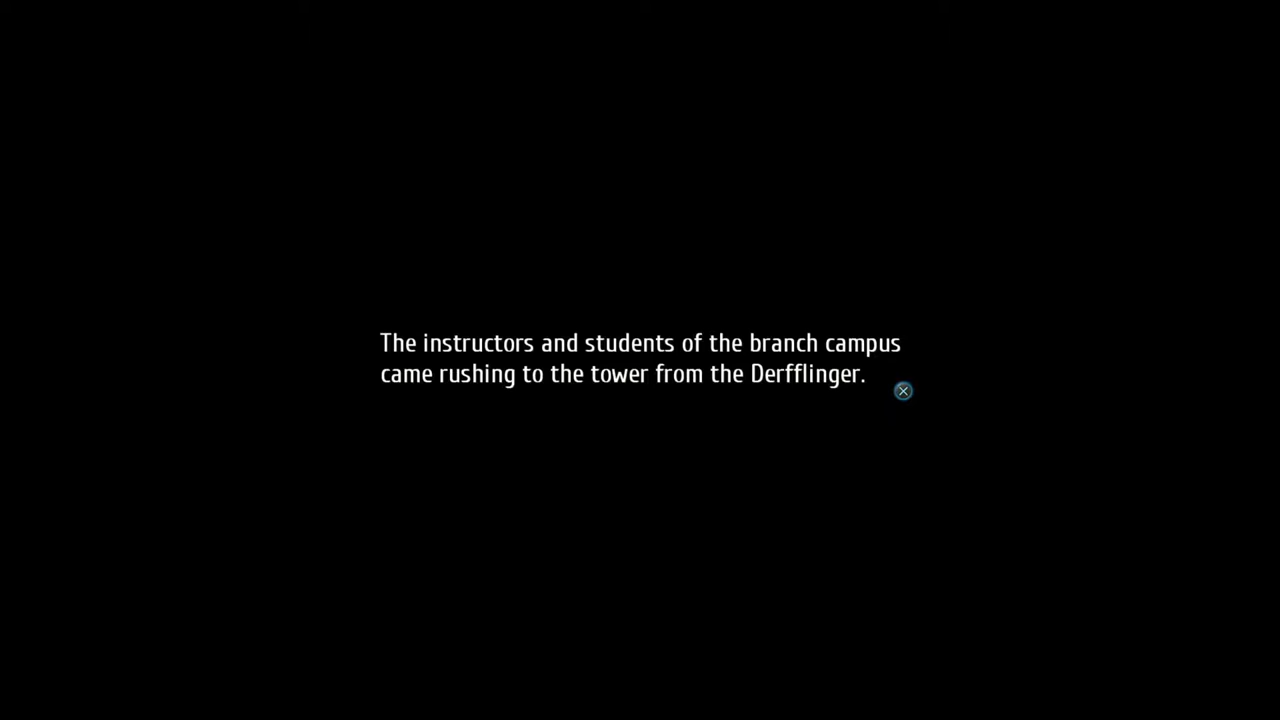 The instructors and students of the branch campus
came rushing to the tower from the Derfflinger.